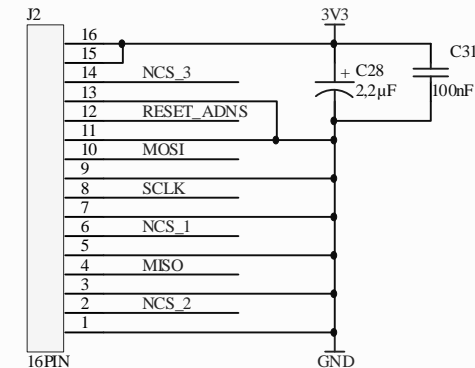 J2
3V3
16
15
14 NCS_3
13
12 RESET_ADNS
11
10 MOSI
9
8 SCLK
7
6 NCS_1
5
4 MISO
3
2 NCS_2
1
+ C28
2,2µF
C31
100nF
16PIN
GND